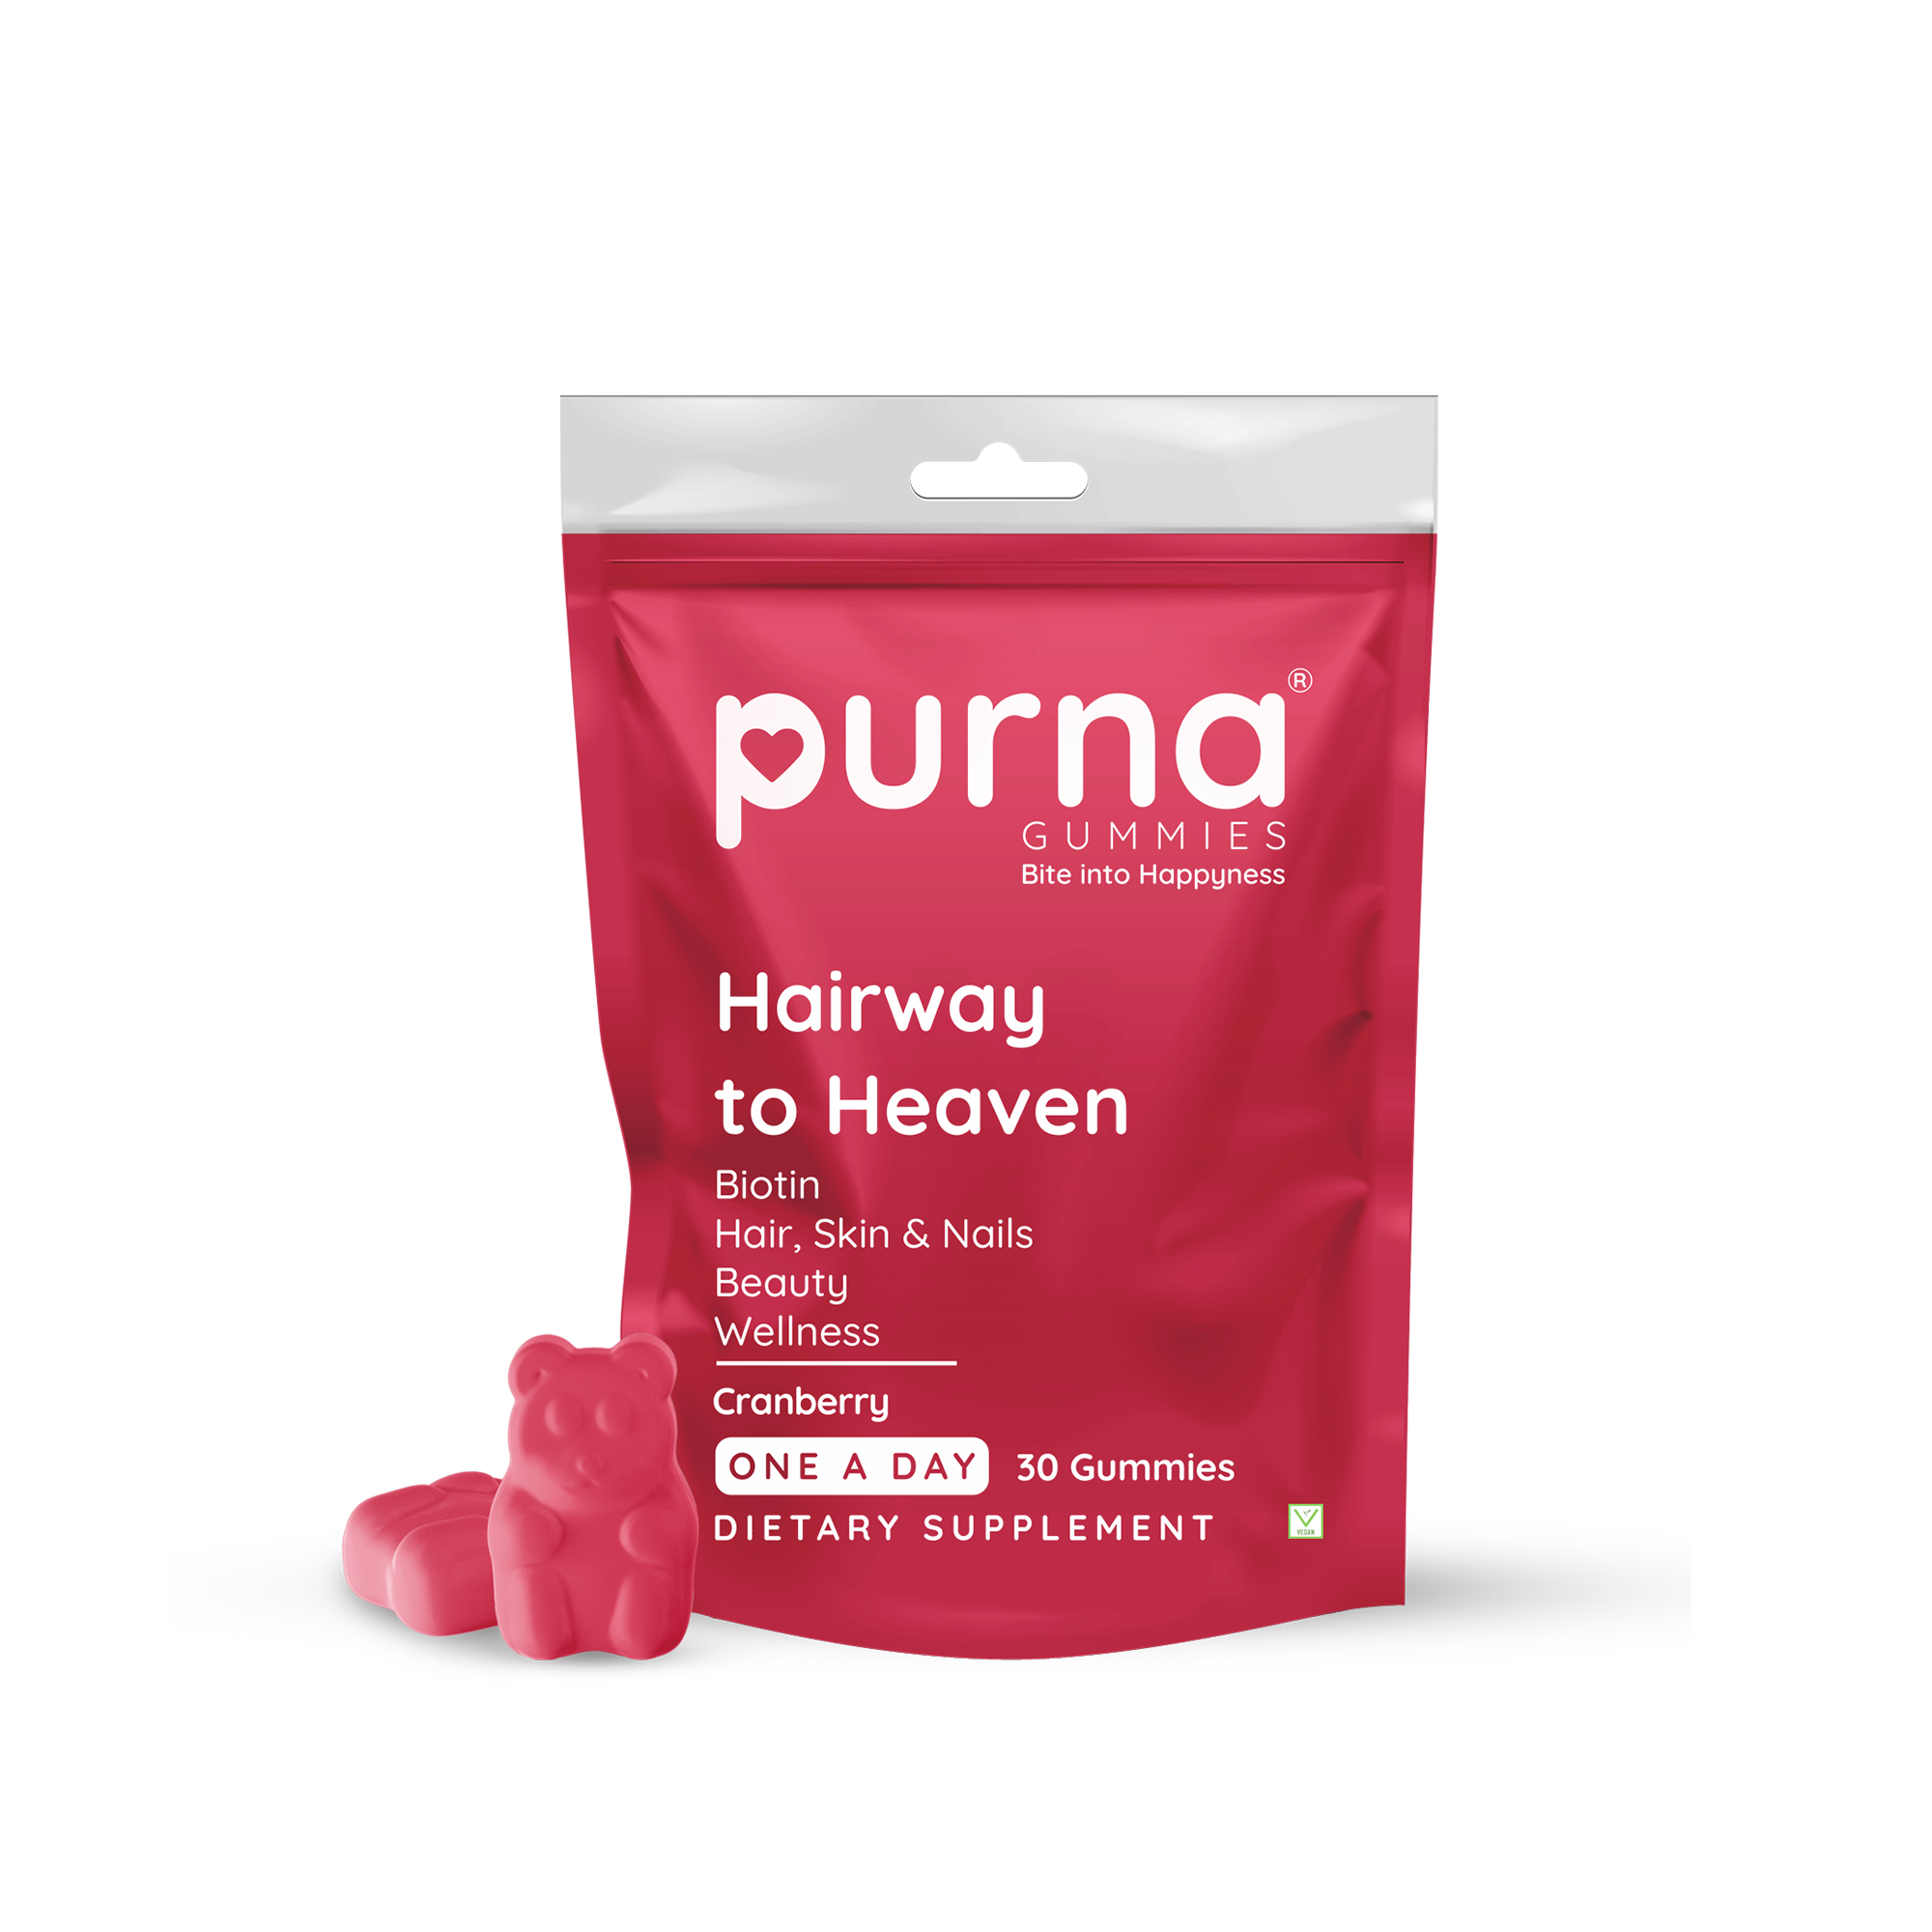 purna®
GUMMIES
Bite into Happyness
Hairway
to Heaven
Biotin
Hair, Skin & Nails
Beauty
Wellness
Cranberry
ONE A DAY 30 Gummies
DIETARY SUPPLEMENT
VEGAN